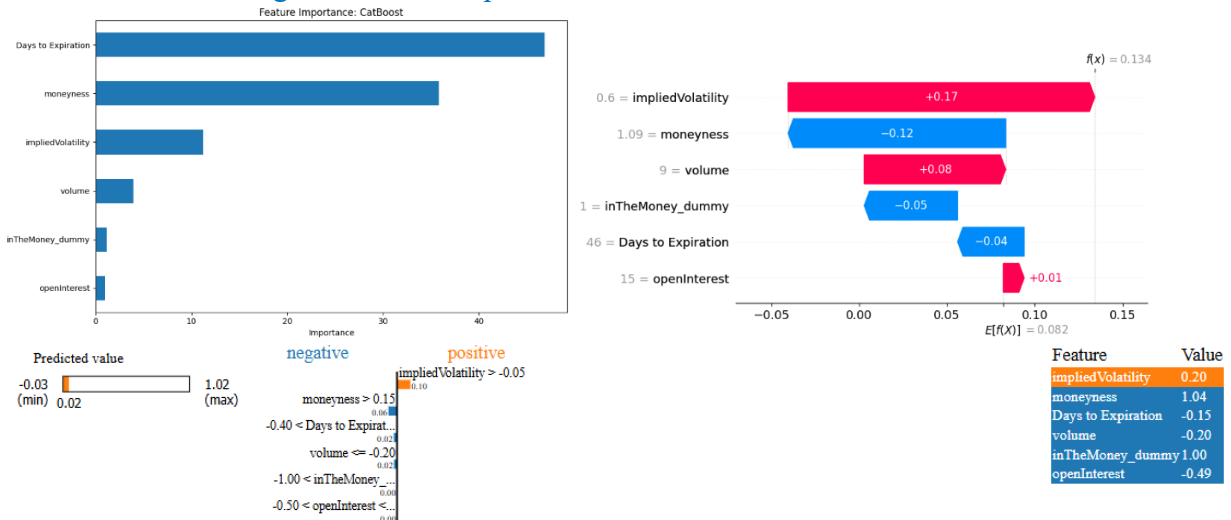 Feature Importance: CatBoost
Days to Expiration
moneyness
impliedVolatility
volume
inTheMoney_dummy
openInterest
0 10 20 30 40
Importance
f(x) = 0.134
0.6 = impliedVolatility +0.17
1.09 = moneyness −0.12
9 = volume +0.08
1 = inTheMoney_dummy −0.05
46 = Days to Expiration −0.04
15 = openInterest +0.01
−0.05 0.00 0.05 0.10 0.15
E[f(X)] = 0.082
Predicted value
-0.03 1.02
(min) 0.02 (max)
negative positive
impliedVolatility > -0.05
0.10
moneyness > 0.15
0.06
-0.40 < Days to Expirat...
0.02
volume <= -0.20
0.02
-1.00 < inTheMoney_...
0.00
-0.50 < openInterest <...
0.00
Feature Value
impliedVolatility 0.20
moneyness 1.04
Days to Expiration -0.15
volume -0.20
inTheMoney_dummy 1.00
openInterest -0.49